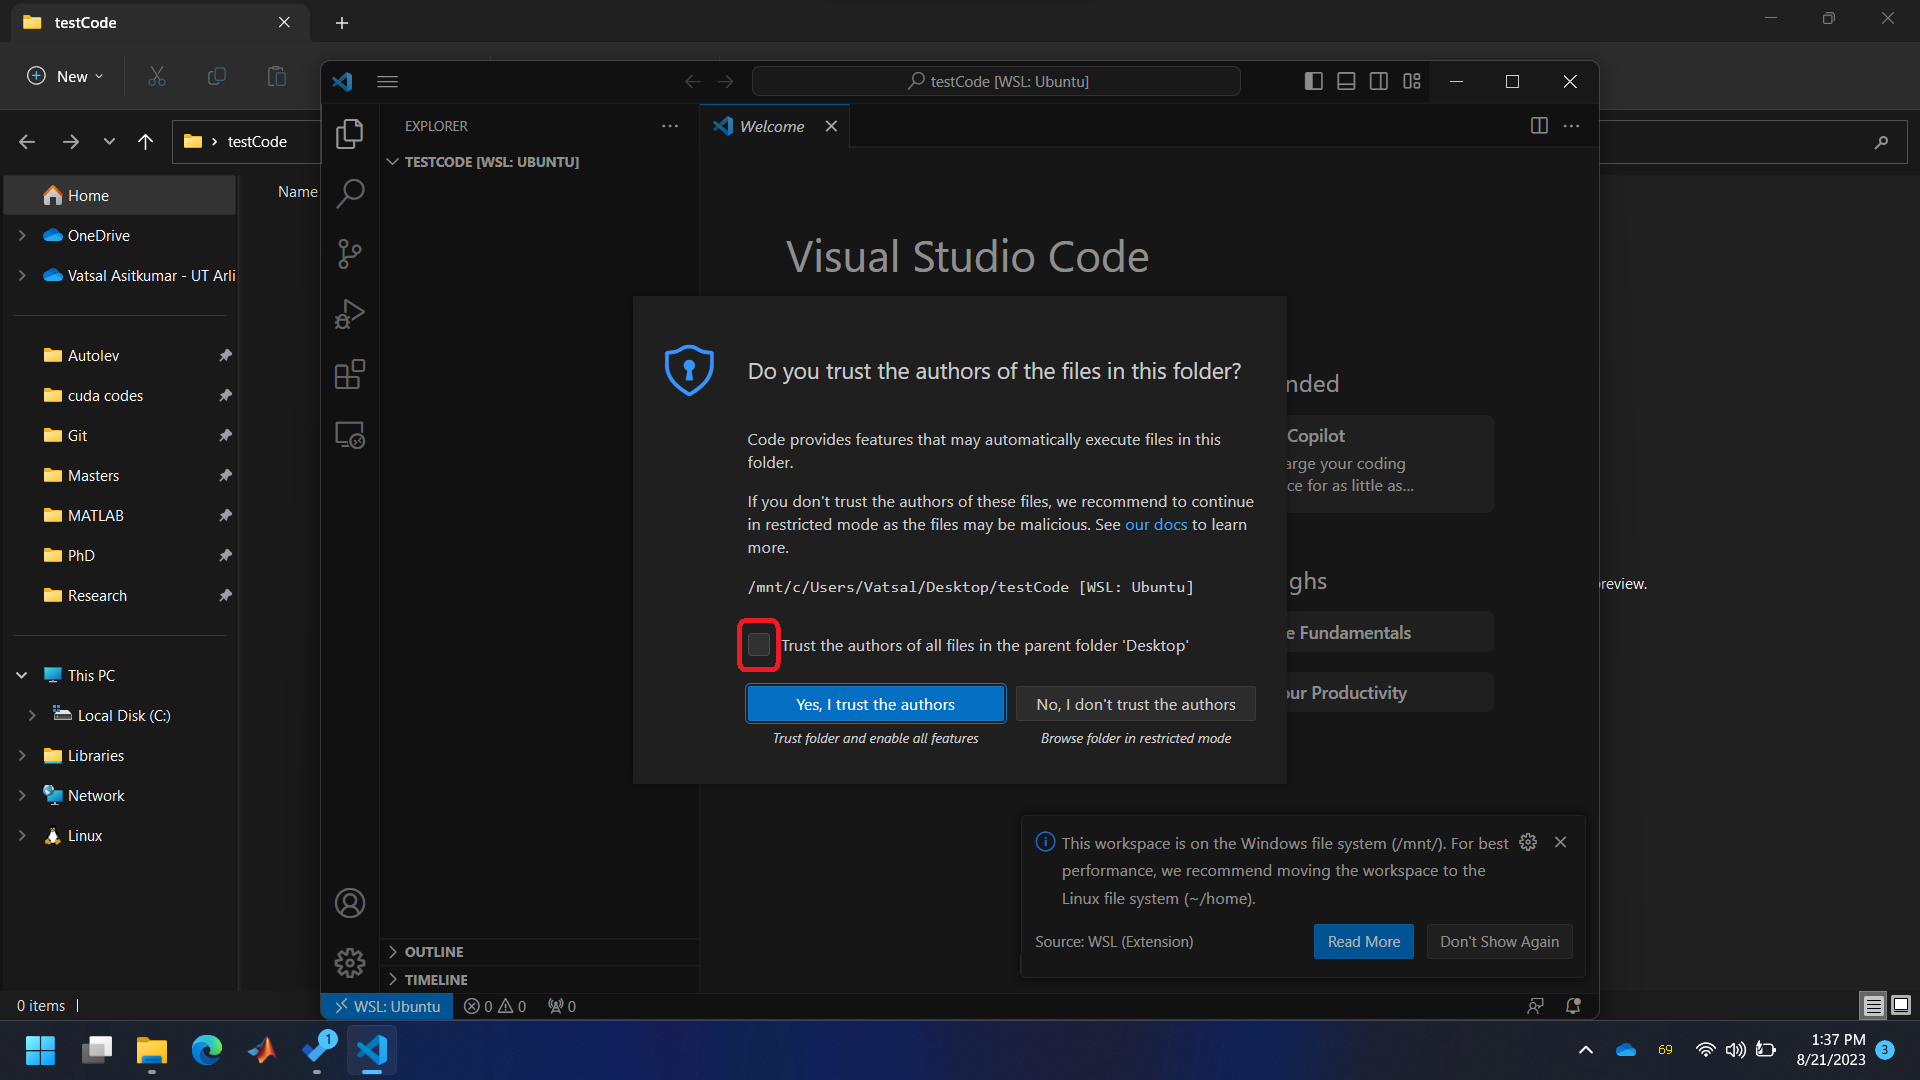 testCode
New
testCode [WSL: Ubuntu]
EXPLORER
Welcome
testCode
TESTCODE [WSL: UBUNTU]
Home
Name
OneDrive
Vatsal Asitkumar - UT Arli
Visual Studio Code
Autolev
cuda codes
Git
Masters
MATLAB
PhD
Research
This PC
Local Disk (C:)
Libraries
Network
Linux
Do you trust the authors of the files in this folder?
Code provides features that may automatically execute files in this
folder.
If you don't trust the authors of these files, we recommend to continue
in restricted mode as the files may be malicious. See our docs to learn
more.
/mnt/c/Users/Vatsal/Desktop/testCode [WSL: Ubuntu]
Trust the authors of all files in the parent folder 'Desktop'
Yes, I trust the authors
No, I don't trust the authors
Trust folder and enable all features
Browse folder in restricted mode
nded
Copilot
arge your coding
ce for as little as...
ghs
review.
e Fundamentals
our Productivity
This workspace is on the Windows file system (/mnt/). For best
performance, we recommend moving the workspace to the
Linux file system (~/home).
Source: WSL (Extension)
Read More
Don't Show Again
OUTLINE
TIMELINE
0 items
WSL: Ubuntu
0
0
0
1
69
1:37 PM
8/21/2023
3